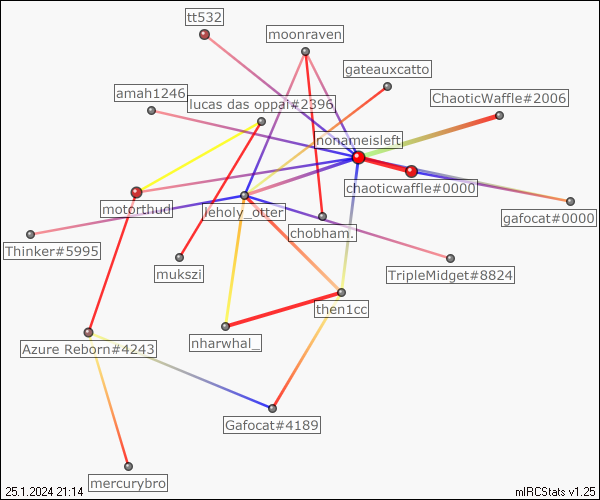 tt532
moonraven
gateauxcatto
amah1246
ChaoticWaffle#2006
lucas das oppai#2396
nonameisleft
chaoticwaffle#0000
motorthud
leholy_otter
gafocat#0000
chobham.
Thinker#5995
mukszi
TripleMidget#8824
then1cc
nharwhal_
Azure Reborn#4243
Gafocat#4189
mercurybro
25.1.2024 21:14
mIRCStats v1.25